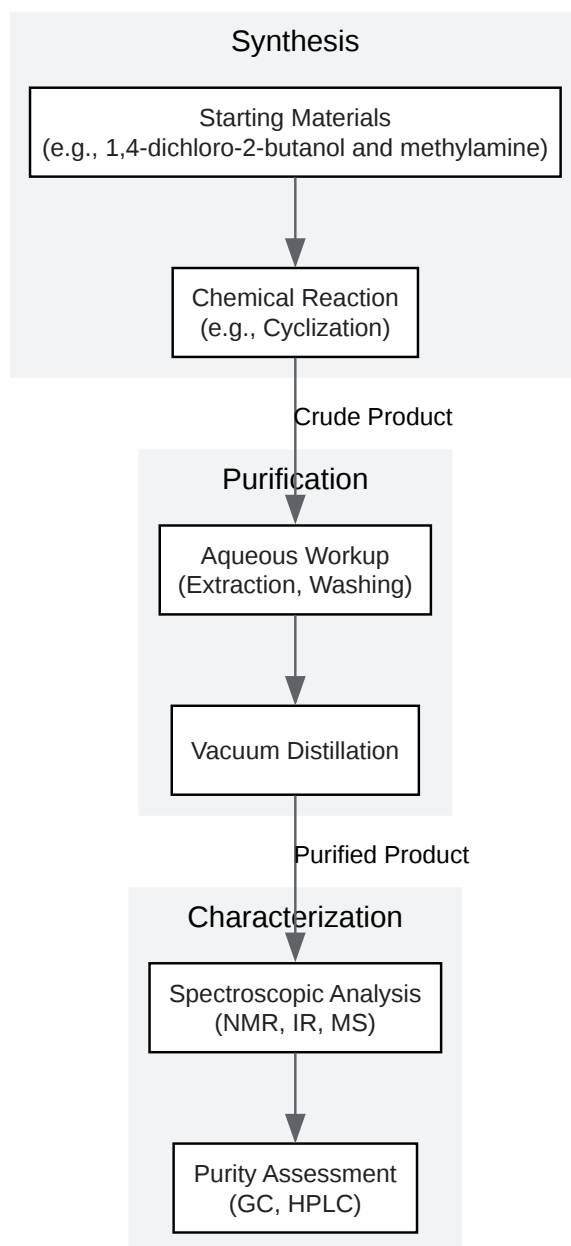 Synthesis
Starting Materials
(e.g., 1,4-dichloro-2-butanol and methylamine)
Chemical Reaction
(e.g., Cyclization)
Crude Product
Purification
Aqueous Workup
(Extraction, Washing)
Vacuum Distillation
Purified Product
Characterization
Spectroscopic Analysis
(NMR, IR, MS)
Purity Assessment
(GC, HPLC)